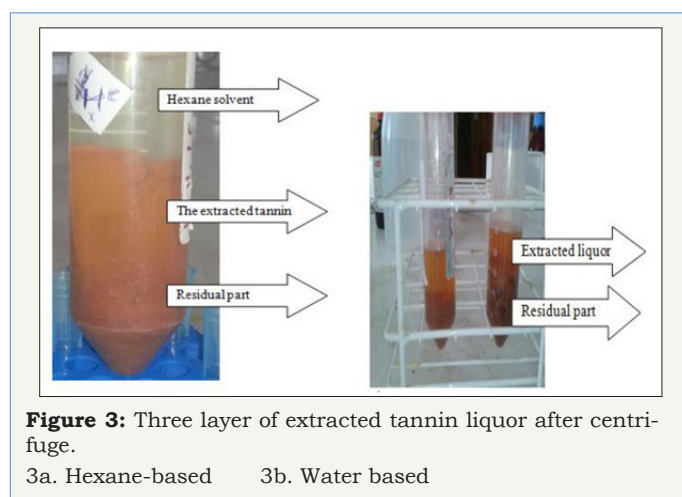 Hexane solvent
The extracted tannin
Residual part
Extracted liquor
Residual part
Figure 3: Three layer of extracted tannin liquor after centri-
fuge.
3a. Hexane-based 3b. Water based